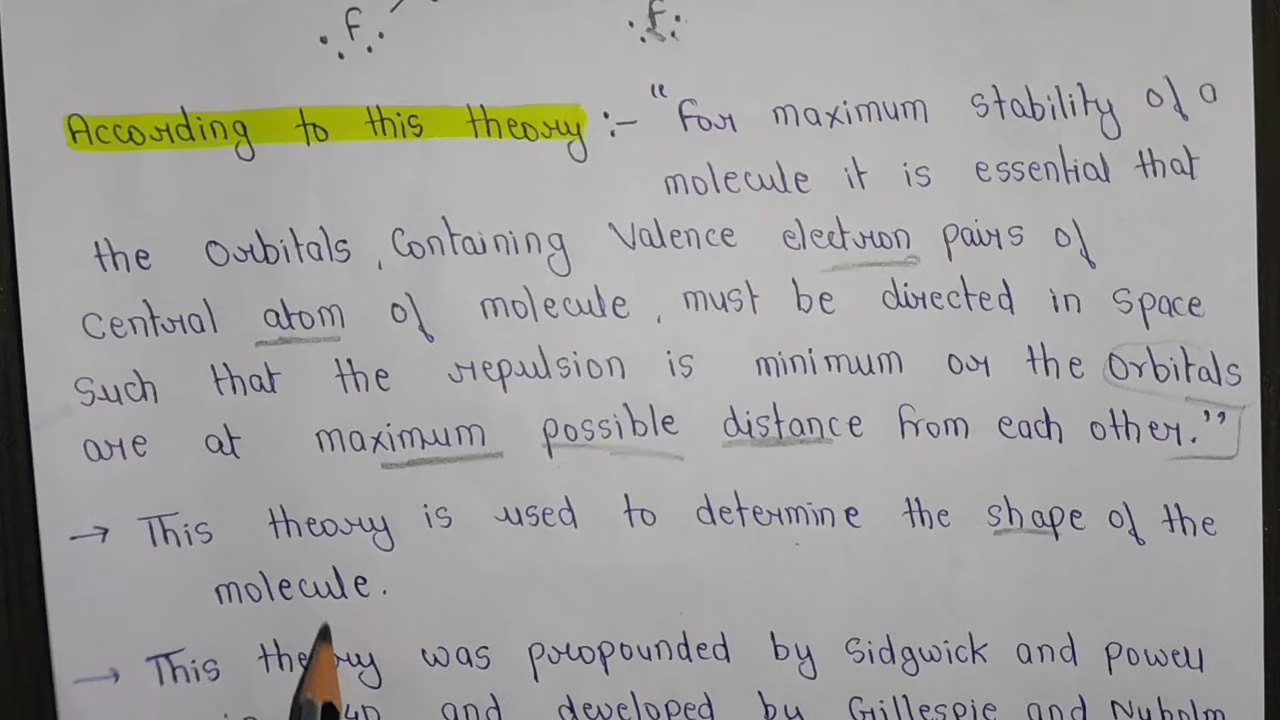 F F
According to this theory :- "For maximum stability of a
molecule it is essential that
the orbitals, containing valence electron pairs of
central atom of molecule, must be directed in space
such that the repulsion is minimum or the orbitals
are at maximum possible distance from each other."
→ This theory is used to determine the shape of the
molecule.
→ This theory was propounded by Sidgwick and Powell
and developed by Gillespie and Nyholm